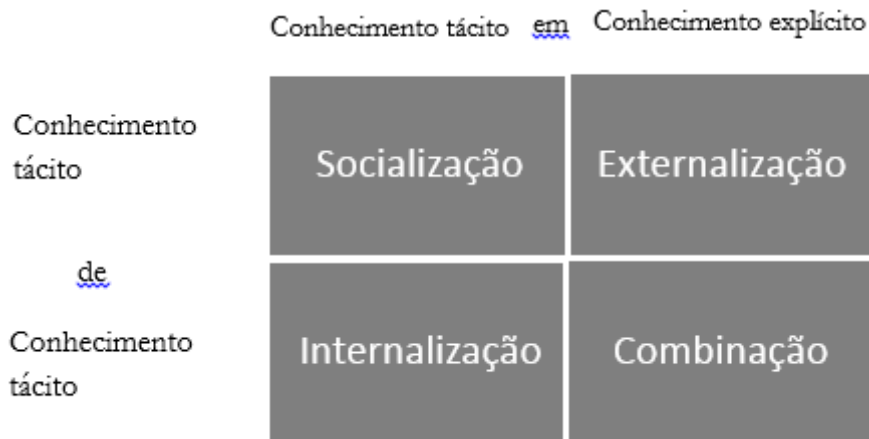 Conhecimento tácito em Conhecimento explícito
Conhecimento
tácito
Socialização Externalização
de
Conhecimento
tácito
Internalização Combinação